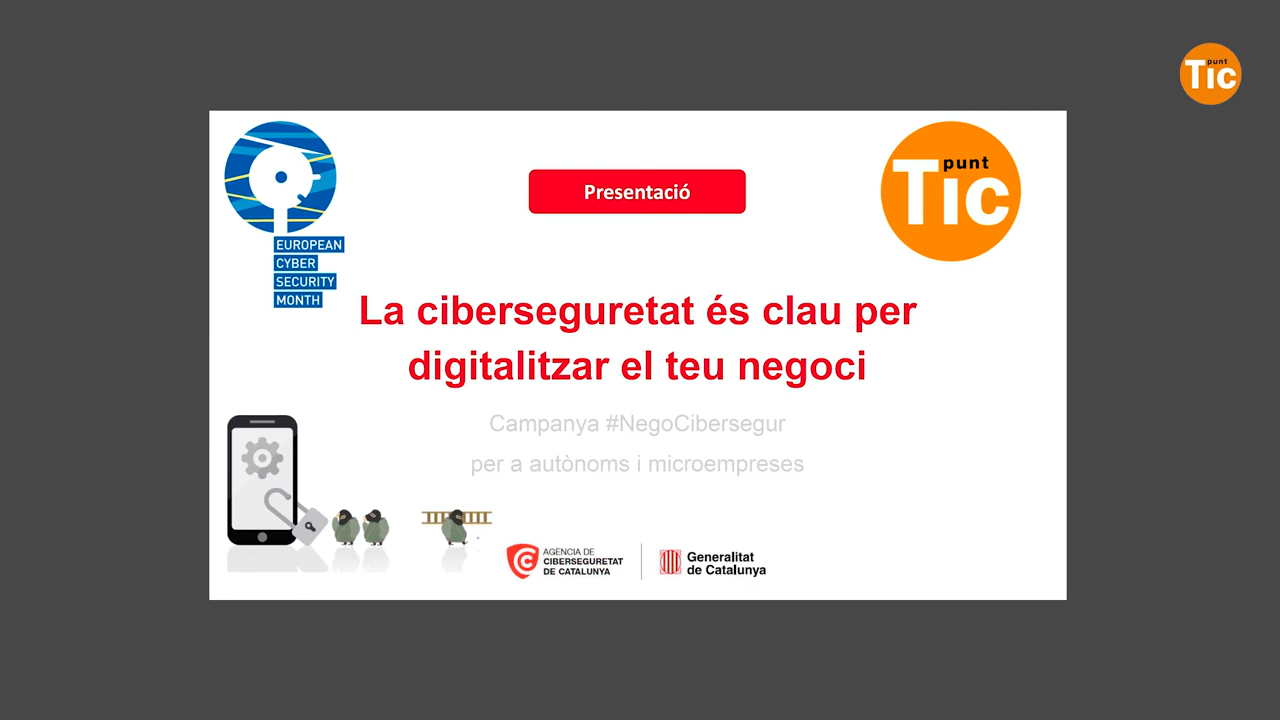 punt
Tic
punt
Tic
Presentació
EUROPEAN
CYBER
SECURITY
MONTH
La ciberseguretat és clau per
digitalitzar el teu negoci
Campanya #NegoCibersegur
per a autònoms i microempreses
AGÈNCIA DE
CIBERSEGURETAT
DE CATALUNYA
Generalitat
de Catalunya